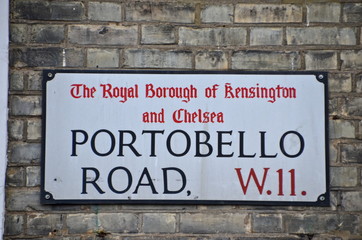 The Royal Borough of Kensington
and Chelsea
PORTOBELLO
ROAD, W.11.